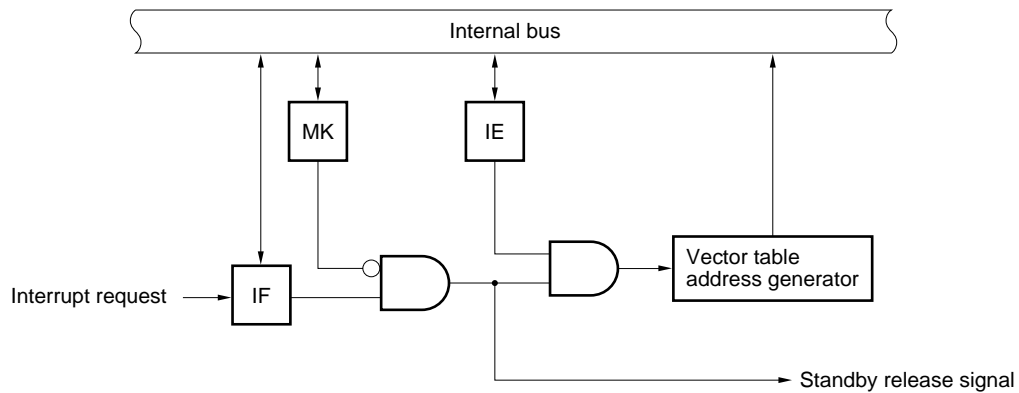 Internal bus
MK
IE
Vector table
address generator
Interrupt request
IF
Standby release signal